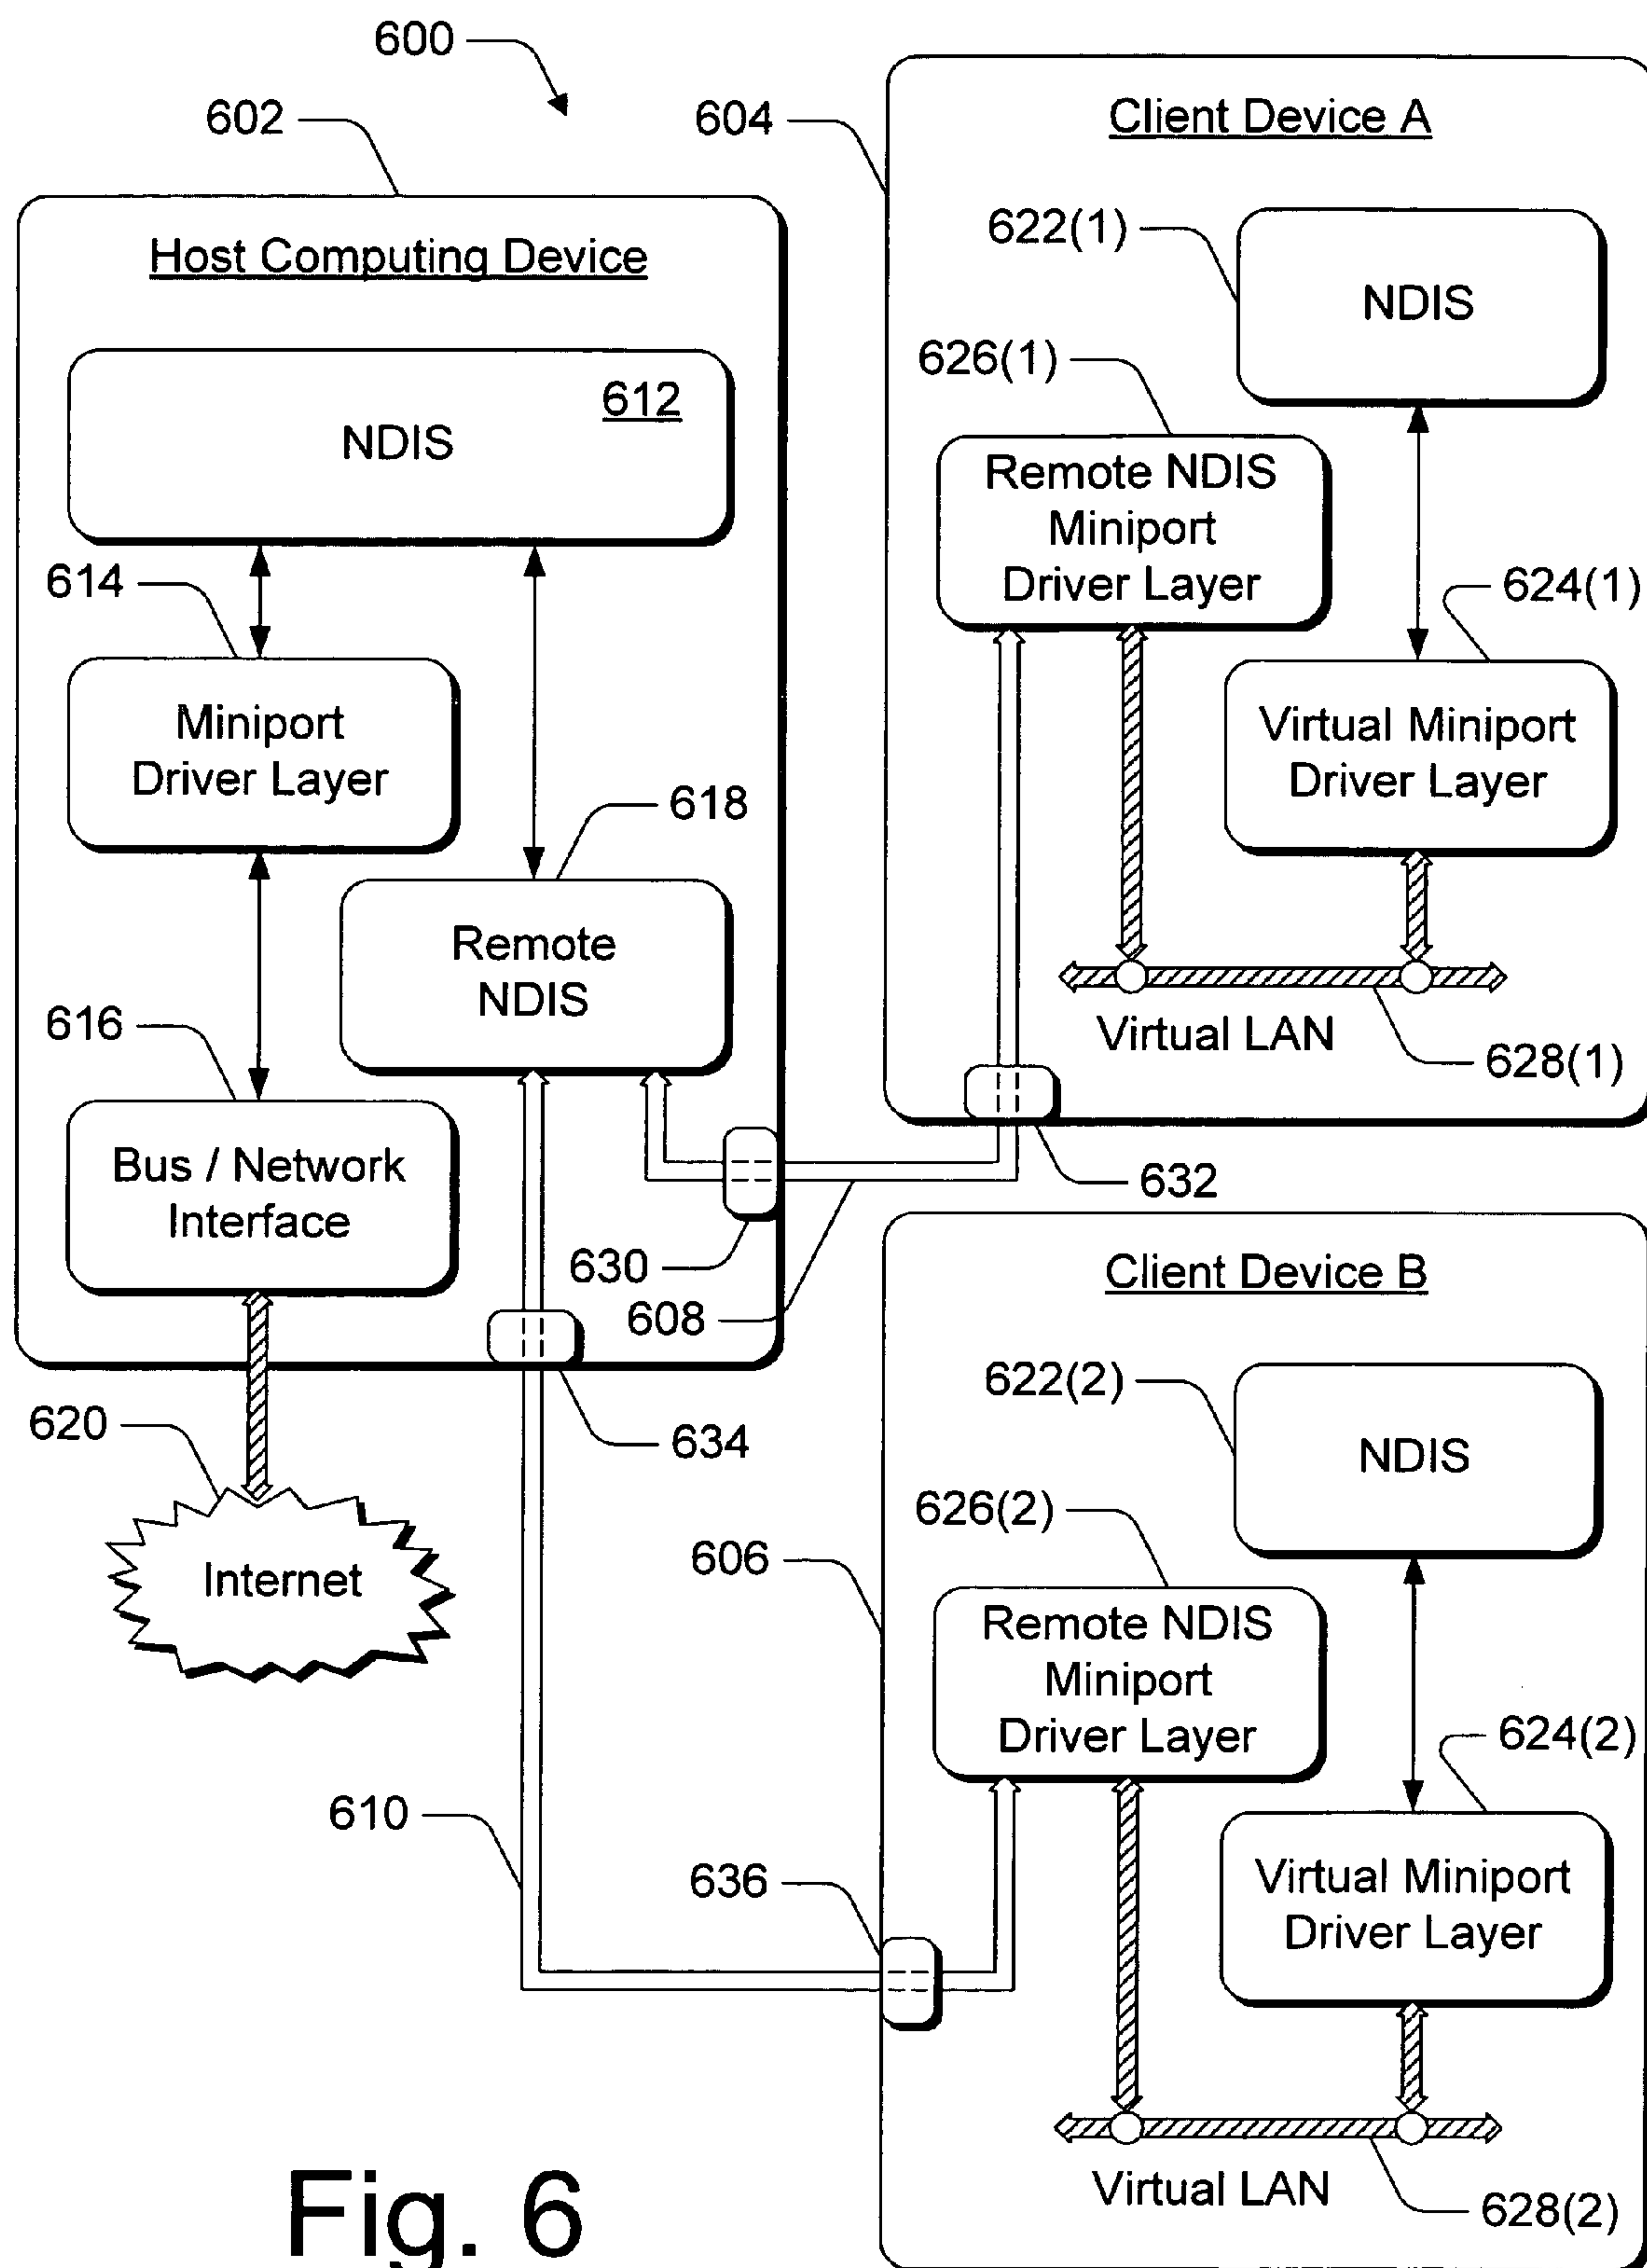 600
602
Host Computing Device
612
NDIS
614
Miniport
Driver Layer
618
Remote
NDIS
616
Bus / Network
Interface
630
608
634
620
Internet
610
604
Client Device A
622(1)
NDIS
626(1)
Remote NDIS
Miniport
Driver Layer
624(1)
Virtual Miniport
Driver Layer
Virtual LAN
628(1)
632
Client Device B
622(2)
NDIS
626(2)
606
Remote NDIS
Miniport
Driver Layer
624(2)
636
Virtual Miniport
Driver Layer
Virtual LAN
628(2)
Fig. 6